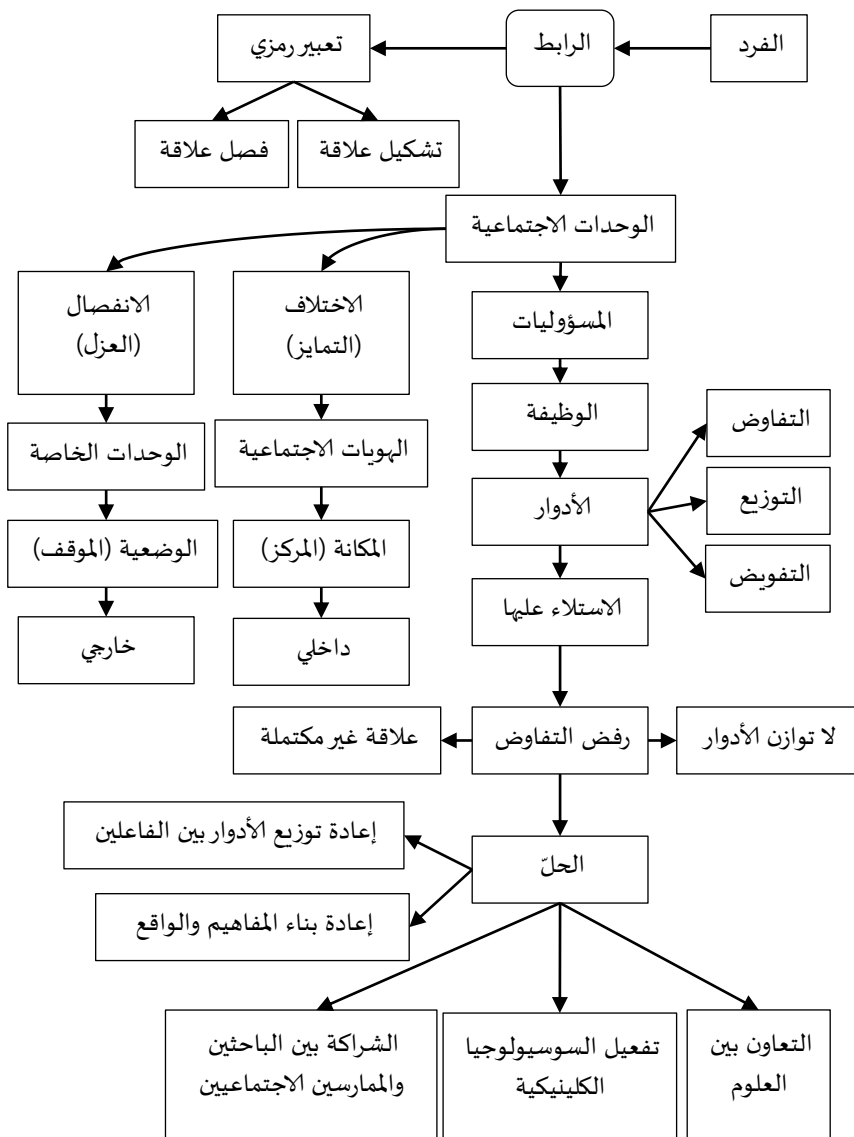 الفرد
الرابط
تعبير رمزي
تشكيل علاقة
فصل علاقة
الوحدات الاجتماعية
المسؤوليات
الاختلاف
(التمايز)
الانفصال
(العزل)
الوظيفة
التفاوض
الهويات الاجتماعية
الوحدات الخاصة
الأدوار
التوزيع
المكانة (المركز)
الوضعية (الموقف)
التفويض
الاستلاء عليها
داخلي
خارجي
لا توازن الأدوار
رفض التفاوض
علاقة غير مكتملة
الحلّ
إعادة توزيع الأدوار بين الفاعلين
إعادة بناء المفاهيم والواقع
التعاون بين
العلوم
تفعيل السوسيولوجيا
الكلينيكية
الشراكة بين الباحثين
والممارسين الاجتماعيين